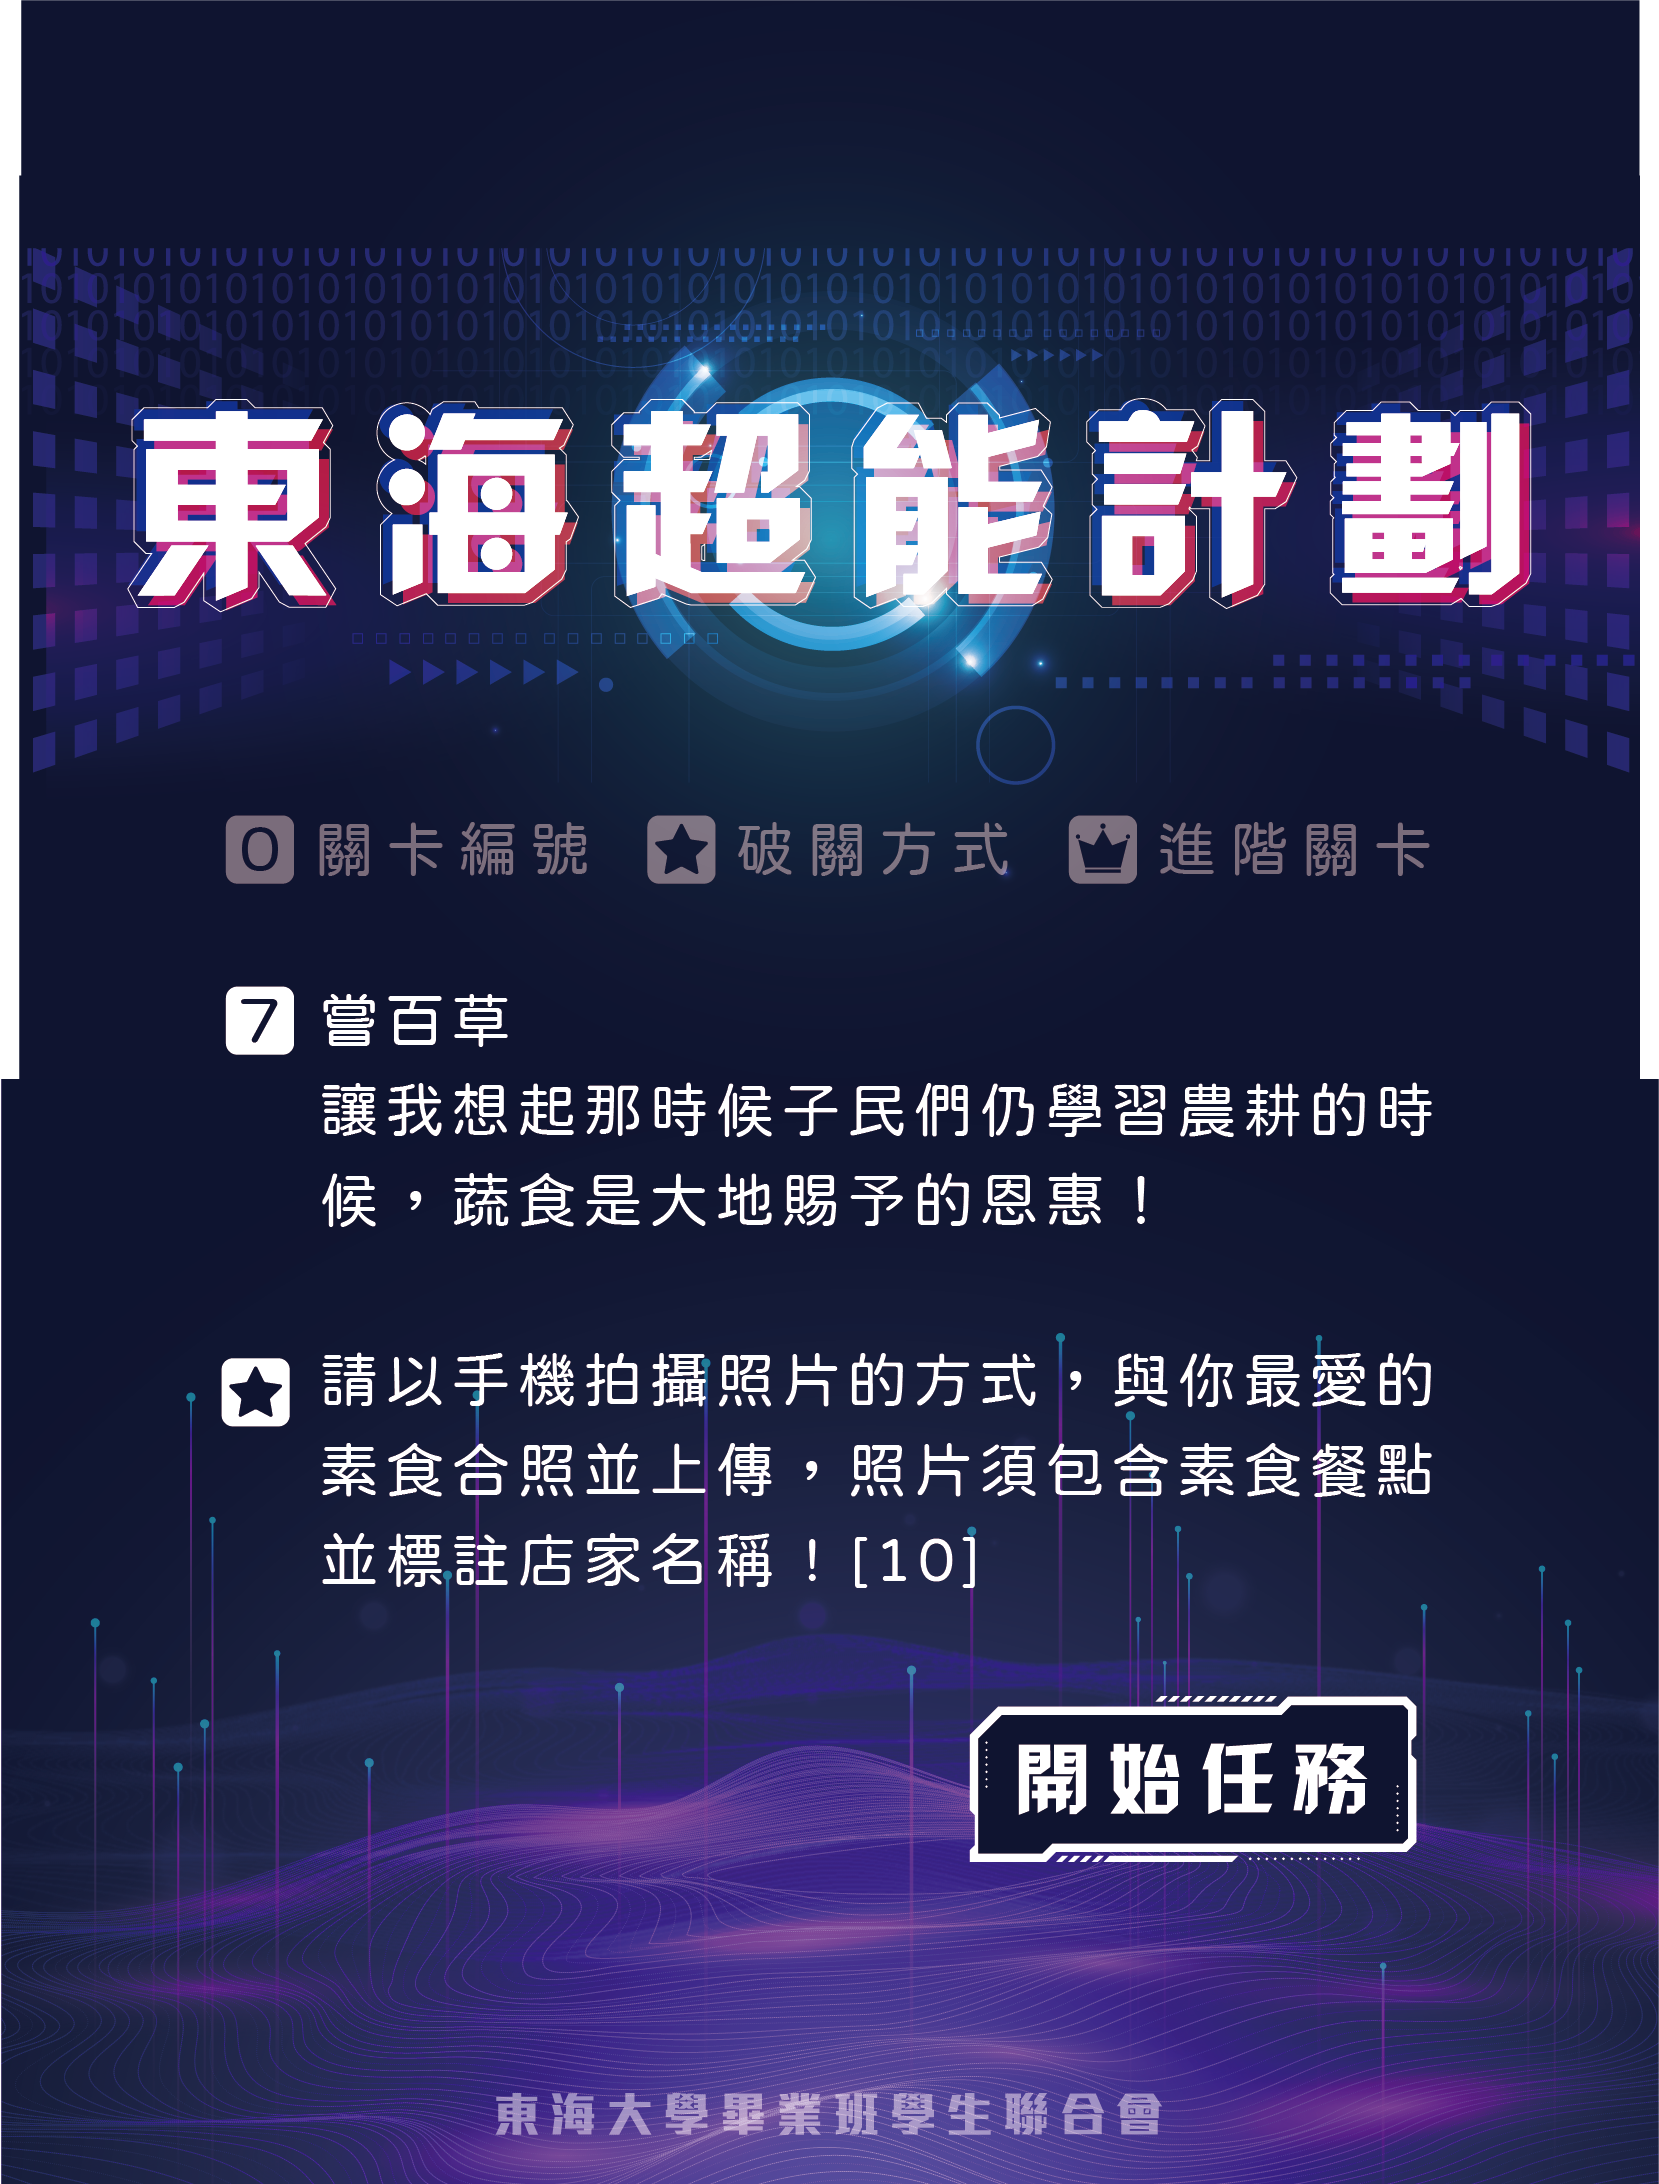 東海超能計劃
0 關卡編號 ★ 破關方式 進階關卡
7 嘗百草
讓我想起那時候子民們仍學習農耕的時
候，蔬食是大地賜予的恩惠！
★ 請以手機拍攝照片的方式，與你最愛的
素食合照並上傳，照片須包含素食餐點
並標註店家名稱！[10]
開始任務
東海大學畢業班學生聯合會